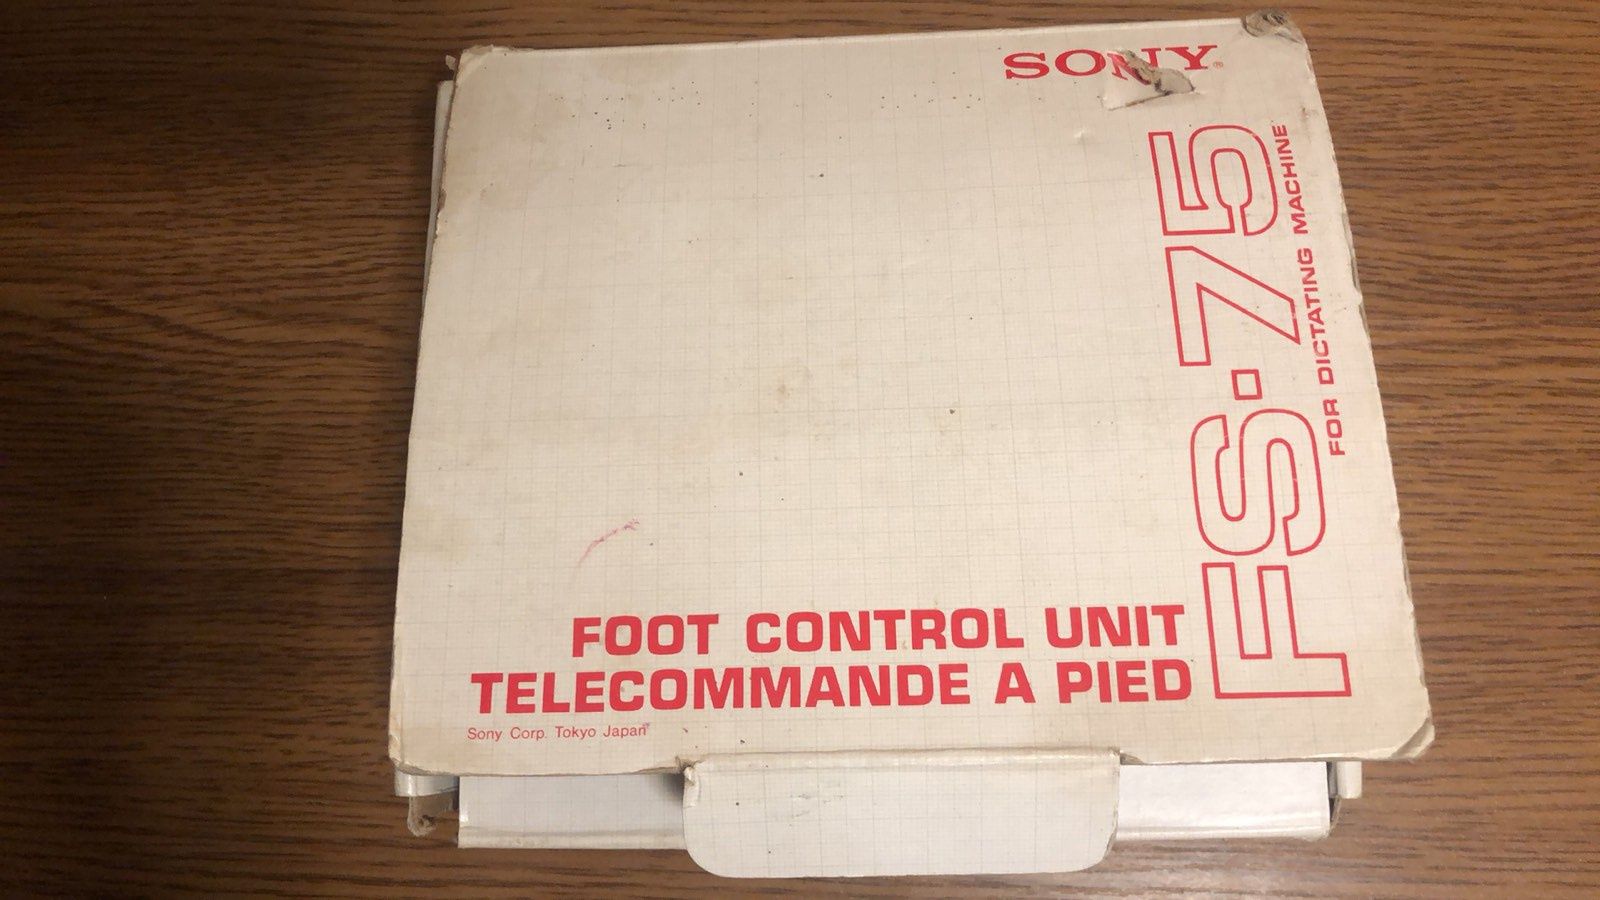 SONY®
FS-75
FOR DICTATING MACHINE
FOOT CONTROL UNIT
TELECOMMANDE A PIED
Sony Corp. Tokyo Japan